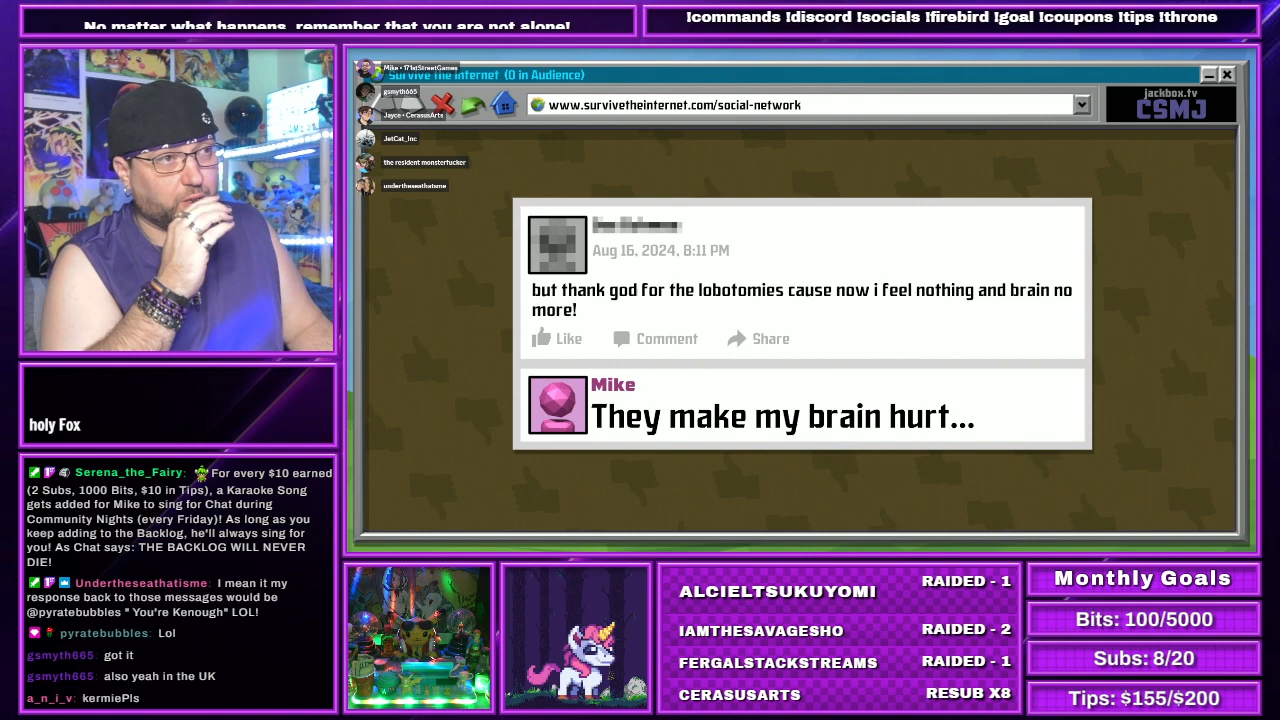 No matter what happens, remember that you are not alone!
!commands !discord !socials !firebird !goal !coupons !tips !throne
Mike • 171stStreetGames
Survive the Internet (0 in Audience)
gsmyth665
Jayce • CerasusArts
www.survivetheinternet.com/social-network
jackbox.tv
CSMJ
JetCat_Inc
the resident monsterfucker
undertheseathatsme
Aug 16, 2024, 8:11 PM
but thank god for the lobotomies cause now i feel nothing and brain no
more!
Like
Comment
Share
Mike
They make my brain hurt...
holy Fox
Serena_the_Fairy: For every $10 earned
(2 Subs, 1000 Bits, $10 in Tips), a Karaoke Song
gets added for Mike to sing for Chat during
Community Nights (every Friday)! As long as you
keep adding to the Backlog, he'll always sing for
you! As Chat says: THE BACKLOG WILL NEVER
DIE!
Undertheseathatisme: I mean it my
response back to those messages would be
@pyratebubbles " You're Kenough" LOL!
pyratebubbles: Lol
gsmyth665: got it
gsmyth665: also yeah in the UK
a_n_i_v: kermiePls
ALCIELTSUKUYOMI RAIDED - 1
IAMTHESAVAGESHO RAIDED - 2
FERGALSTACKSTREAMS RAIDED - 1
CERASUSARTS RESUB X8
Monthly Goals
Bits: 100/5000
Subs: 8/20
Tips: $155/$200